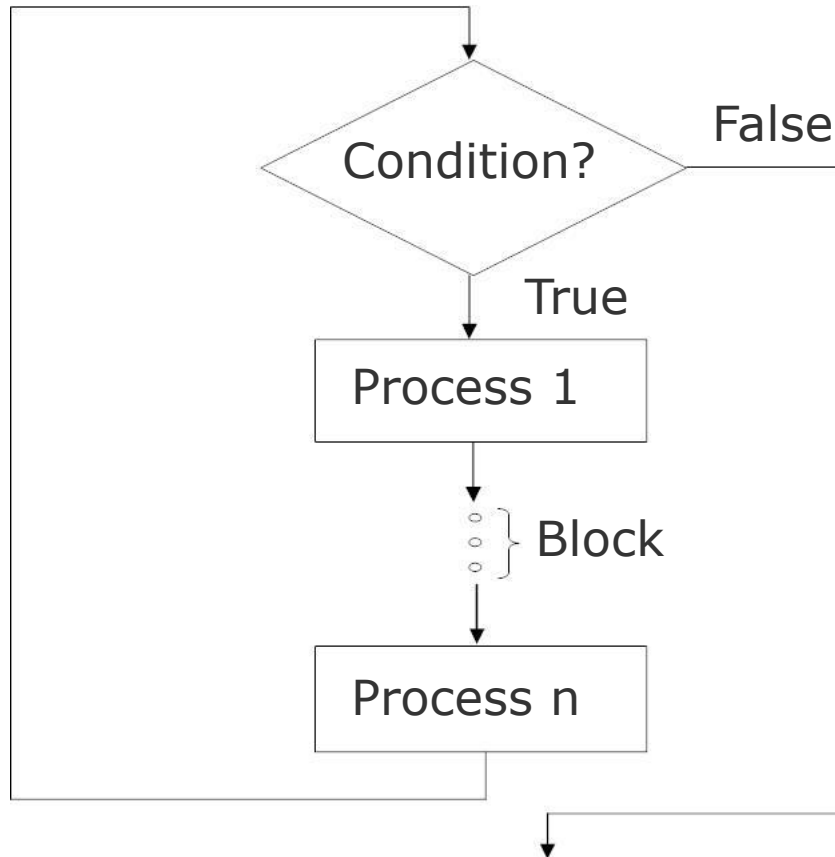 Condition?
False
True
Process 1
Block
Process n